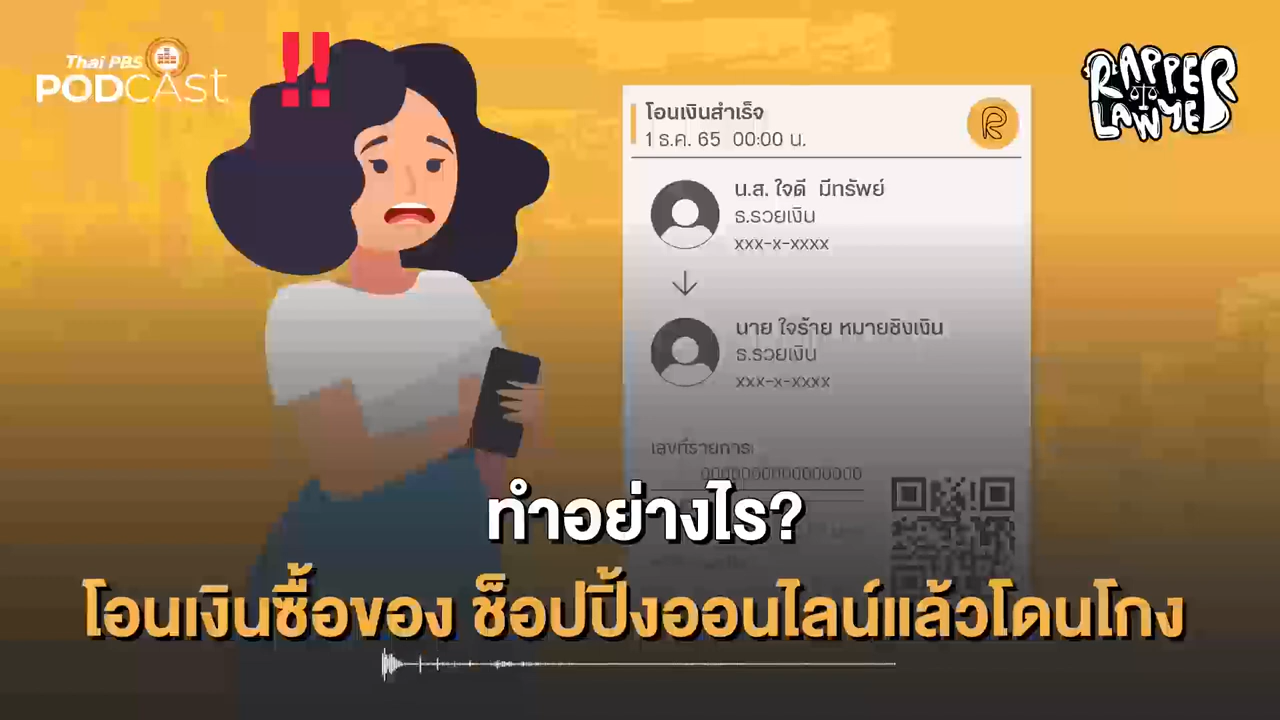 Thai PBS
PODCAST
!!
RAPPER
LAWYER
โอนเงินสำเร็จ
1 ธ.ค. 65 00:00 น.
R
น.ส. ใจดี มีทรัพย์
ธ.รวยเงิน
xxx-x-xxxx
นาย ใจร้าย หมายชิงเงิน
ธ.รวยเงิน
xxx-x-xxxx
เลขที่รายการ:
ทำอย่างไร?
โอนเงินซื้อของ ช็อปปิ้งออนไลน์แล้วโดนโกง